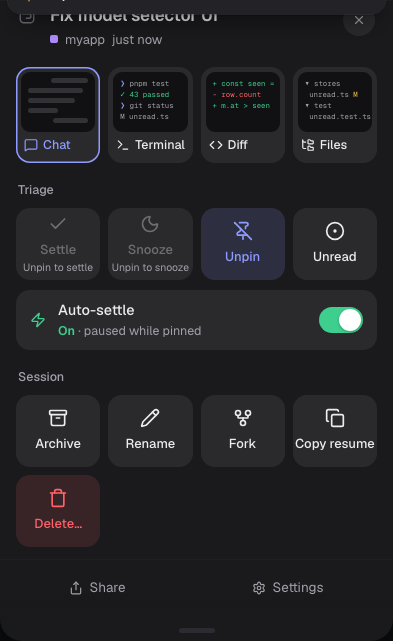 Fix model selector UI
myapp just now
❯ pnpm test
✓ 43 passed
❯ git status
M unread.ts
+ const seen =
- row.count
+ m.at > seen
▾ stores
unread.ts M
▾ test
unread.test.ts
Chat
Terminal
Diff
Files
Triage
Settle
Unpin to settle
Snooze
Unpin to snooze
Unpin
Unread
Auto-settle
On · paused while pinned
Session
Archive
Rename
Fork
Copy resume
Delete…
Share
Settings